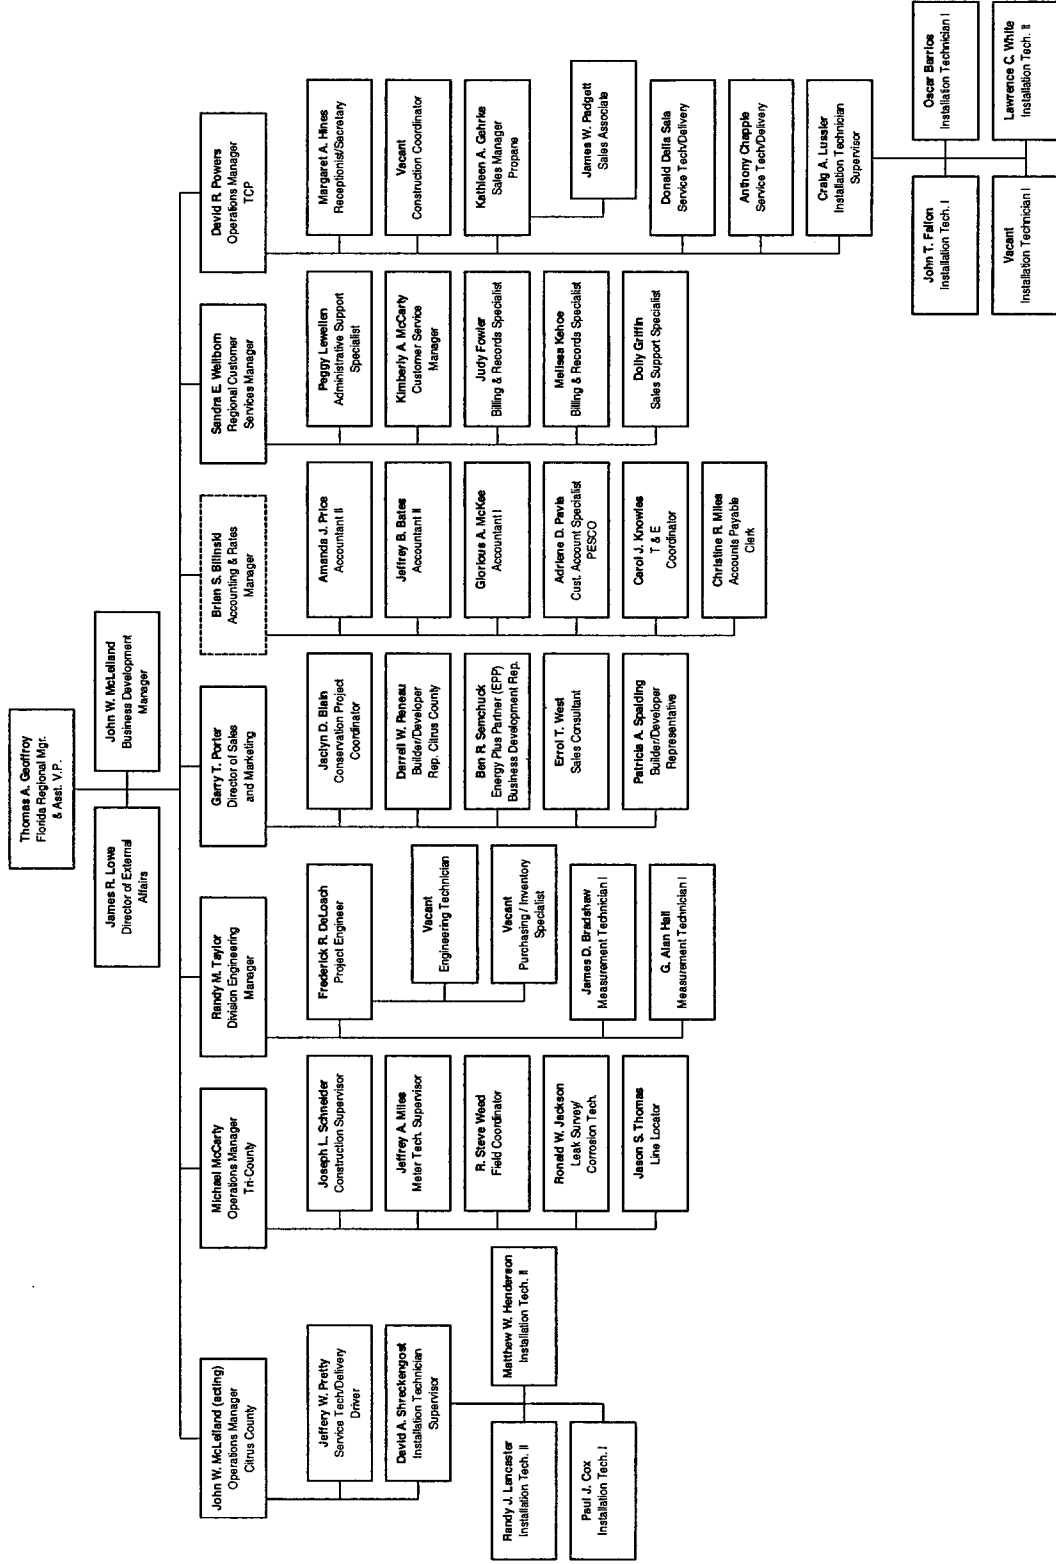 Thomas A. Geoffroy
Florida Regional Mgr.
& Asst. V.P.
James R. Lowe
Director of External
Affairs
John W. McLelland
Business Development
Manager
John W. McLelland (acting)
Operations Manager
Citrus County
Jeffery W. Pretty
Service Tech/Delivery
Driver
David A. Shreckengost
Installation Technician
Supervisor
Randy J. Lancaster
Installation Tech. II
Matthew W. Henderson
Installation Tech. II
Paul J. Cox
Installation Tech. I
Michael McCarty
Operations Manager
Tri-County
Joseph L. Schneider
Construction Supervisor
Jeffrey A. Miles
Meter Tech. Supervisor
R. Steve Weed
Field Coordinator
Ronald W. Jackson
Leak Survey/
Corrosion Tech.
Jason S. Thomas
Line Locator
Randy M. Taylor
Division Engineering
Manager
Frederick R. DeLoach
Project Engineer
Vacant
Engineering Technician
Vacant
Purchasing / Inventory
Specialist
James D. Bradshaw
Measurement Technician I
G. Alan Hall
Measurement Technician I
Garry T. Porter
Director of Sales
and Marketing
Jaclyn D. Blain
Conservation Project
Coordinator
Darrell W. Reneau
Builder/Developer
Rep. Citrus County
Ben R. Semchuck
Energy Plus Partner (EPP)
Business Development Rep.
Errol T. West
Sales Consultant
Patricia A. Spalding
Builder/Developer
Representative
Brian S. Bilinski
Accounting & Rates
Manager
Amanda J. Price
Accountant II
Jeffrey B. Bates
Accountant II
Glorious A. McKee
Accountant I
Adriene D. Pavia
Cust. Account Specialist
PESCO
Carol J. Knowles
T & E
Coordinator
Christine R. Miles
Accounts Payable
Clerk
Sandra E. Wellborn
Regional Customer
Services Manager
Peggy Lewellen
Administrative Support
Specialist
Kimberly A. McCarty
Customer Service
Manager
Judy Fowler
Billing & Records Specialist
Melissa Kehoe
Billing & Records Specialist
Dolly Griffin
Sales Support Specialist
David R. Powers
Operations Manager
TCP
Margaret A. Hines
Receptionist/Secretary
Vacant
Construction Coordinator
Kathleen A. Gehrke
Sales Manager
Propane
James W. Padgett
Sales Associate
Donald Della Sala
Service Tech/Delivery
Anthony Chapple
Service Tech/Delivery
Craig A. Lussier
Installation Technician
Supervisor
John T. Fallon
Installation Tech. I
Oscar Barrios
Installation Technician I
Vacant
Installation Technician I
Lawrence C. White
Installation Tech. II